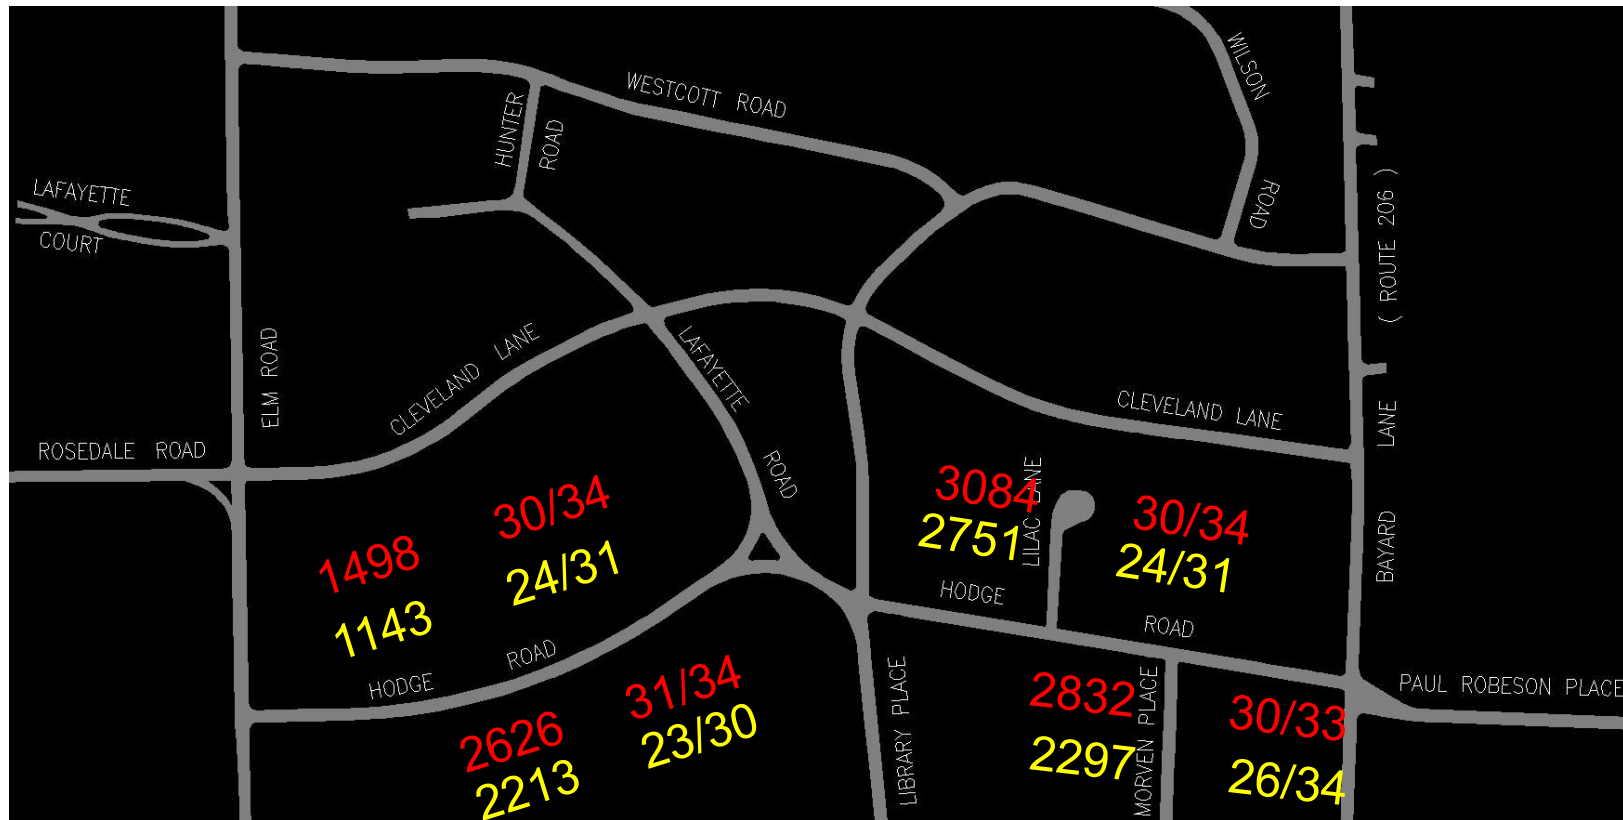 WESTCOTT ROAD
WILSON
ROAD
HUNTER
ROAD
LAFAYETTE
COURT
( ROUTE 206 )
ELM ROAD
CLEVELAND LANE
LAFAYETTE
ROAD
CLEVELAND LANE
BAYARD LANE
ROSEDALE ROAD
30/34
24/31
1498
1143
3084
2751
LILAC LANE
30/34
24/31
HODGE
ROAD
HODGE
ROAD
31/34
23/30
2626
2213
LIBRARY PLACE
2832
2297
MORVEN PLACE
30/33
26/34
PAUL ROBESON PLACE